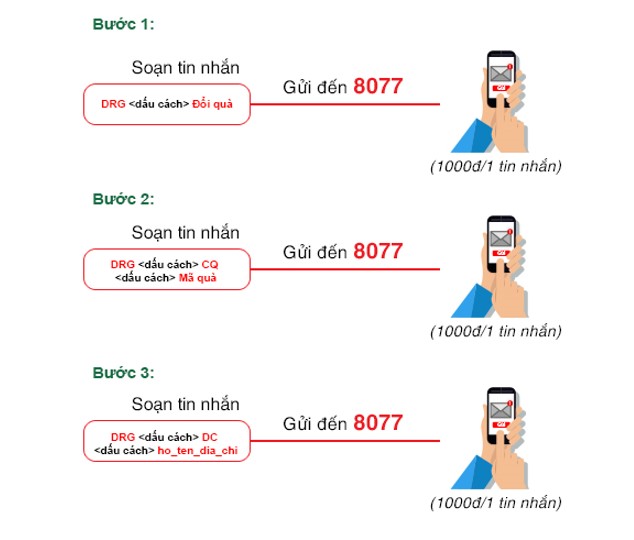 Bước 1:
Soạn tin nhắn
DRG <dấu cách> Đổi quà
Gửi đến 8077
(1000đ/1 tin nhắn)
Bước 2:
Soạn tin nhắn
DRG <dấu cách> CQ
<dấu cách> Mã quà
Gửi đến 8077
(1000đ/1 tin nhắn)
Bước 3:
Soạn tin nhắn
DRG <dấu cách> DC
<dấu cách> ho_ten_dia_chi
Gửi đến 8077
(1000đ/1 tin nhắn)